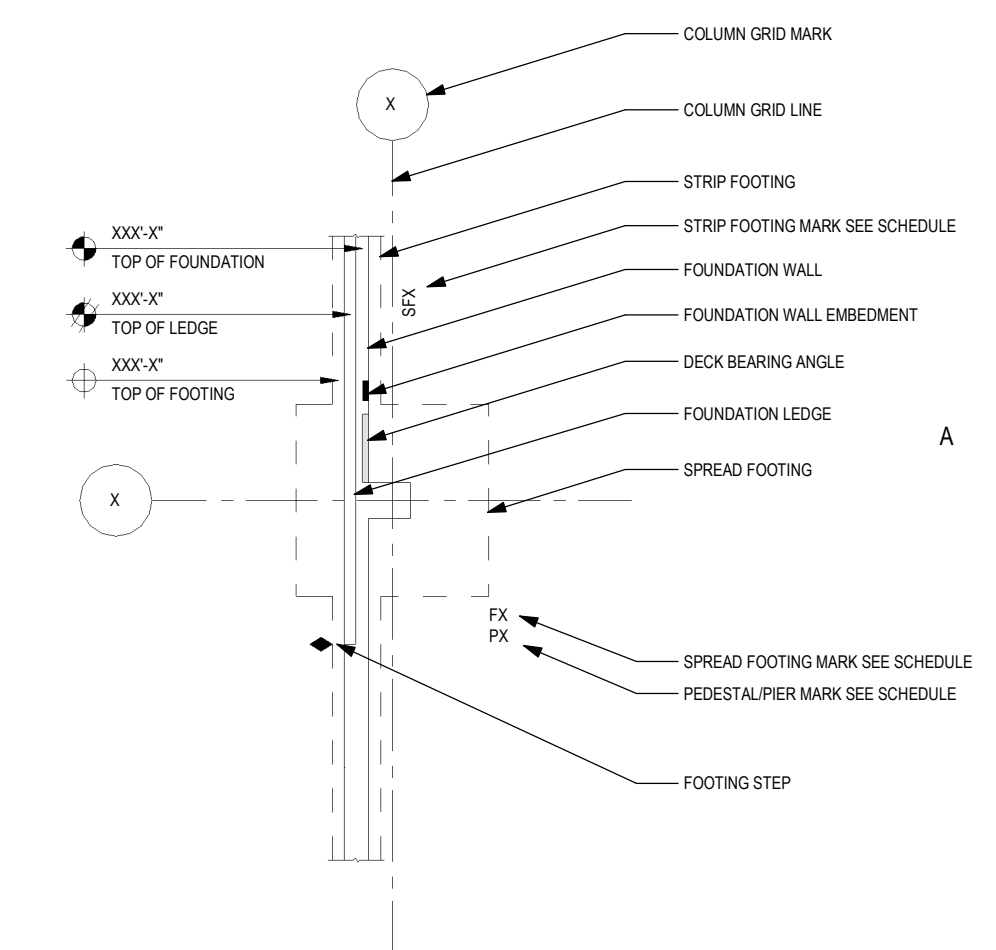 COLUMN GRID MARK
X
COLUMN GRID LINE
STRIP FOOTING
STRIP FOOTING MARK SEE SCHEDULE
XXX'-X"
TOP OF FOUNDATION
FOUNDATION WALL
SFX
XXX'-X"
TOP OF LEDGE
FOUNDATION WALL EMBEDMENT
XXX'-X"
TOP OF FOOTING
DECK BEARING ANGLE
FOUNDATION LEDGE
A
SPREAD FOOTING
X
FX
PX
SPREAD FOOTING MARK SEE SCHEDULE
PEDESTAL/PIER MARK SEE SCHEDULE
FOOTING STEP